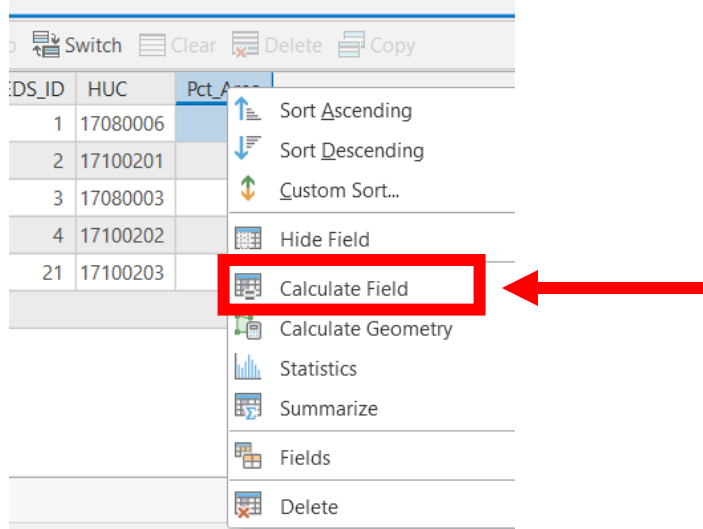 Switch Clear Delete Copy
EDS_ID HUC Pct_Area
1 17080006
2 17100201
3 17080003
4 17100202
21 17100203
Sort Ascending
Sort Descending
Custom Sort...
Hide Field
Calculate Field
Calculate Geometry
Statistics
Summarize
Fields
Delete